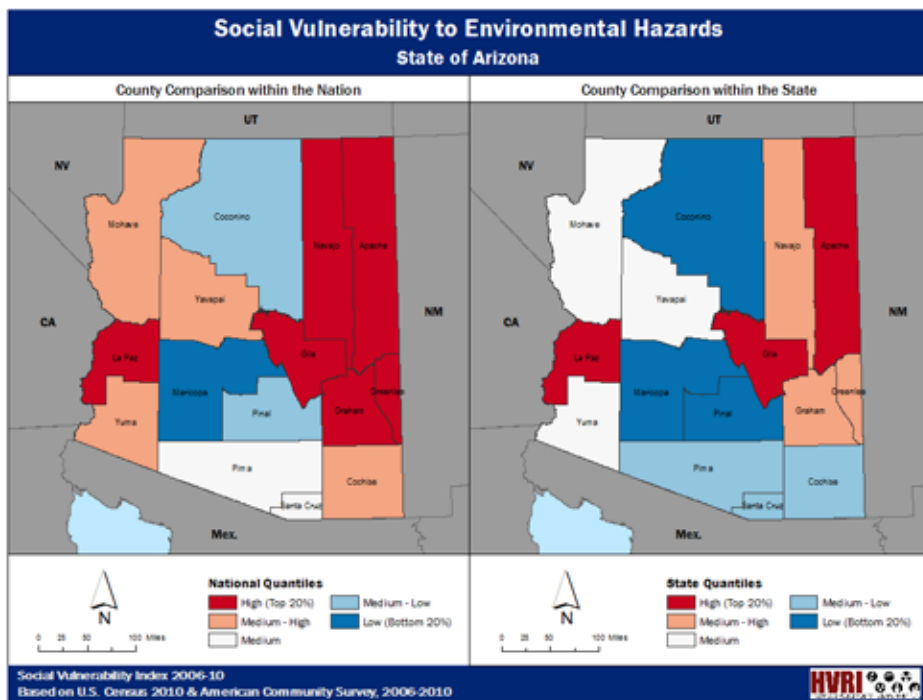 Social Vulnerability to Environmental Hazards
State of Arizona
County Comparison within the Nation
UT
NV
Mohave
Coconino
Navajo
Apache
Yavapai
CA
NM
La Paz
Gila
Maricopa
Pinal
Graham
Greenlee
Yuma
Pima
Cochise
Santa Cruz
Mex.
N
0 25 50 100 Miles
National Quantiles
High (Top 20%)
Medium - High
Medium
Medium - Low
Low (Bottom 20%)
County Comparison within the State
UT
NV
Mohave
Coconino
Navajo
Apache
Yavapai
CA
NM
La Paz
Gila
Maricopa
Pinal
Graham
Greenlee
Yuma
Pima
Cochise
Santa Cruz
Mex.
N
0 25 50 100 Miles
State Quantiles
High (Top 20%)
Medium - High
Medium
Medium - Low
Low (Bottom 20%)
Social Vulnerability Index 2006-10
Based on U.S. Census 2010 & American Community Survey, 2006-2010
HVRI